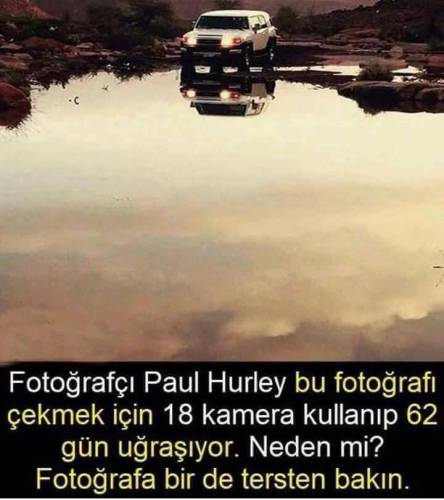 Fotoğrafçı Paul Hurley bu fotoğrafı
çekmek için 18 kamera kullanıp 62
gün uğraşıyor. Neden mi?
Fotoğrafa bir de tersten bakın.